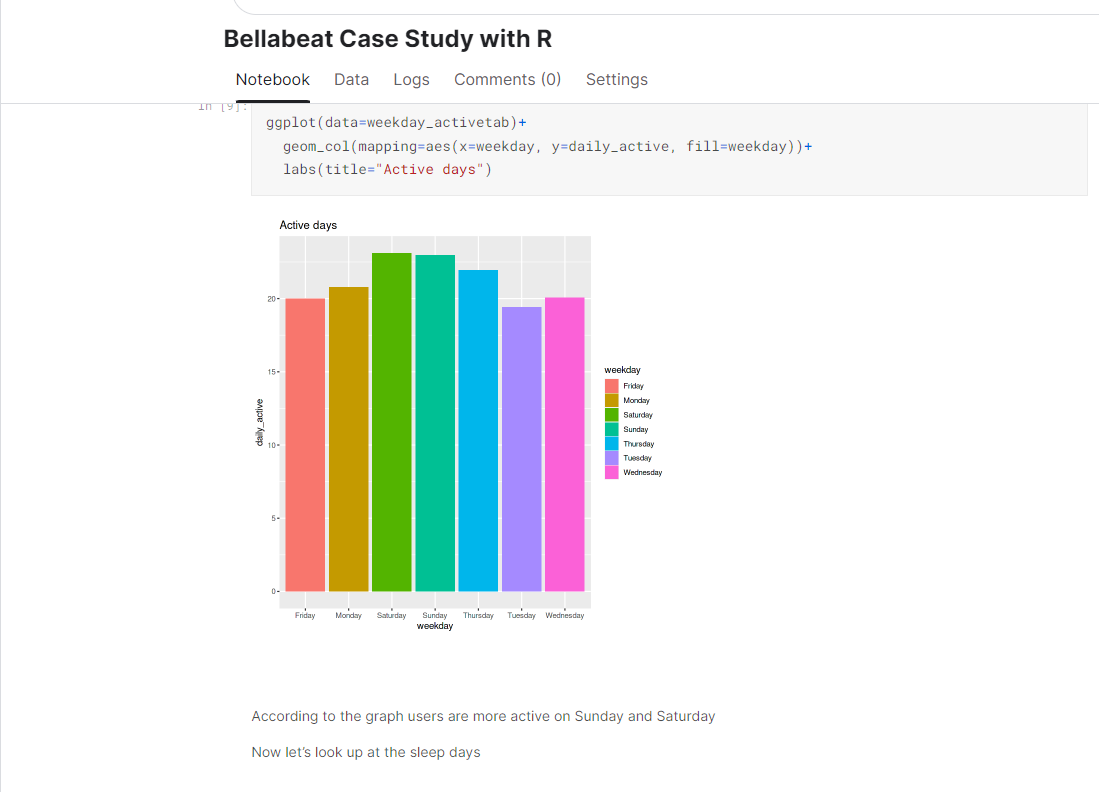 Bellabeat Case Study with R
Notebook Data Logs Comments (0) Settings
In [9]:
ggplot(data=weekday_activetab)+
geom_col(mapping=aes(x=weekday, y=daily_active, fill=weekday))+
labs(title="Active days")
Active days
20
15
10
5
0
daily_active
Friday Monday Saturday Sunday Thursday Tuesday Wednesday
weekday
weekday
Friday
Monday
Saturday
Sunday
Thursday
Tuesday
Wednesday
According to the graph users are more active on Sunday and Saturday
Now let’s look up at the sleep days